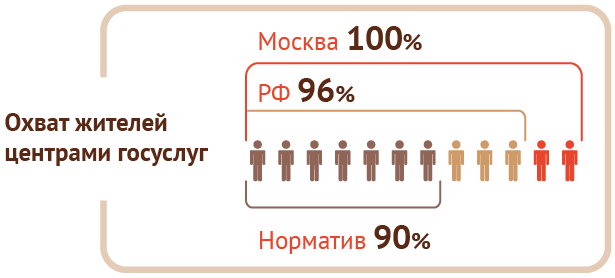 Москва 100%
РФ 96%
Охват жителей
центрами госуслуг
Норматив 90%